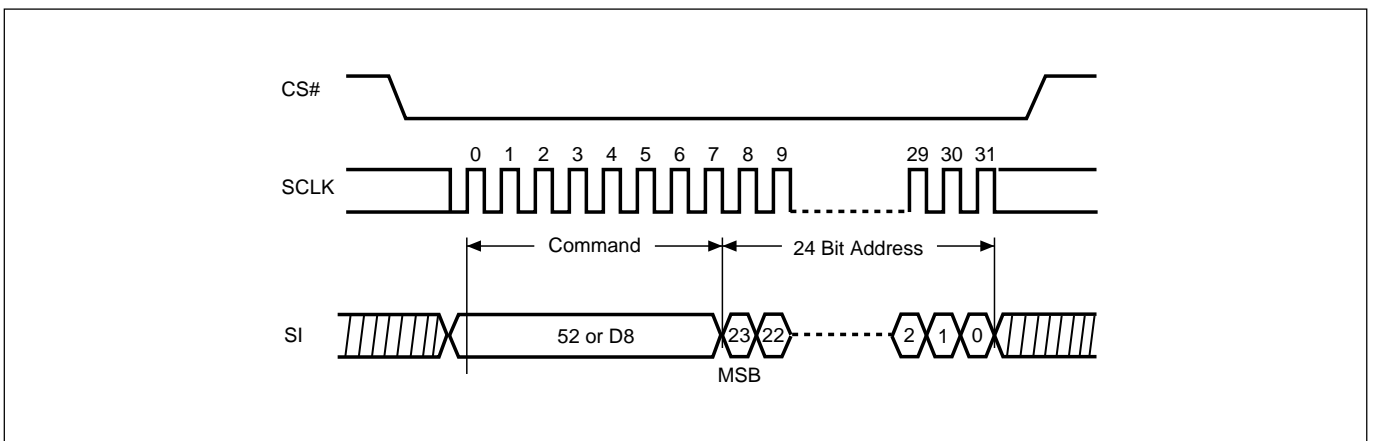 CS#
0 1 2 3 4 5 6 7 8 9 29 30 31
SCLK
Command 24 Bit Address
SI 52 or D8 23 22 2 1 0
MSB